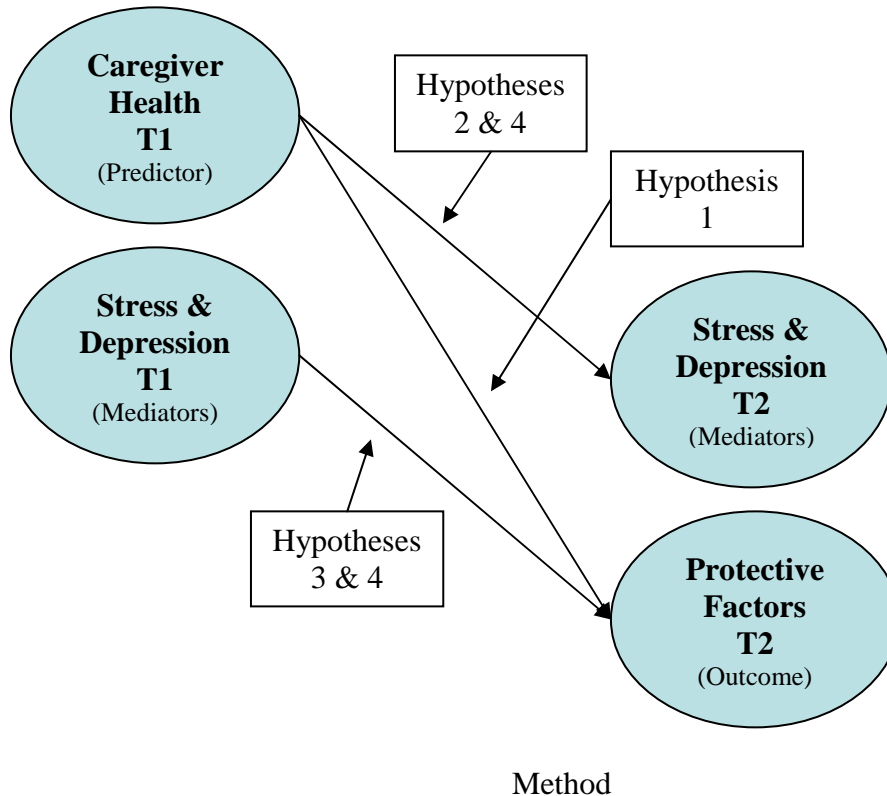 Caregiver
Health
T1
(Predictor)
Hypotheses
2 & 4
Hypothesis
1
Stress &
Depression
T1
(Mediators)
Stress &
Depression
T2
(Mediators)
Hypotheses
3 & 4
Protective
Factors
T2
(Outcome)
Method